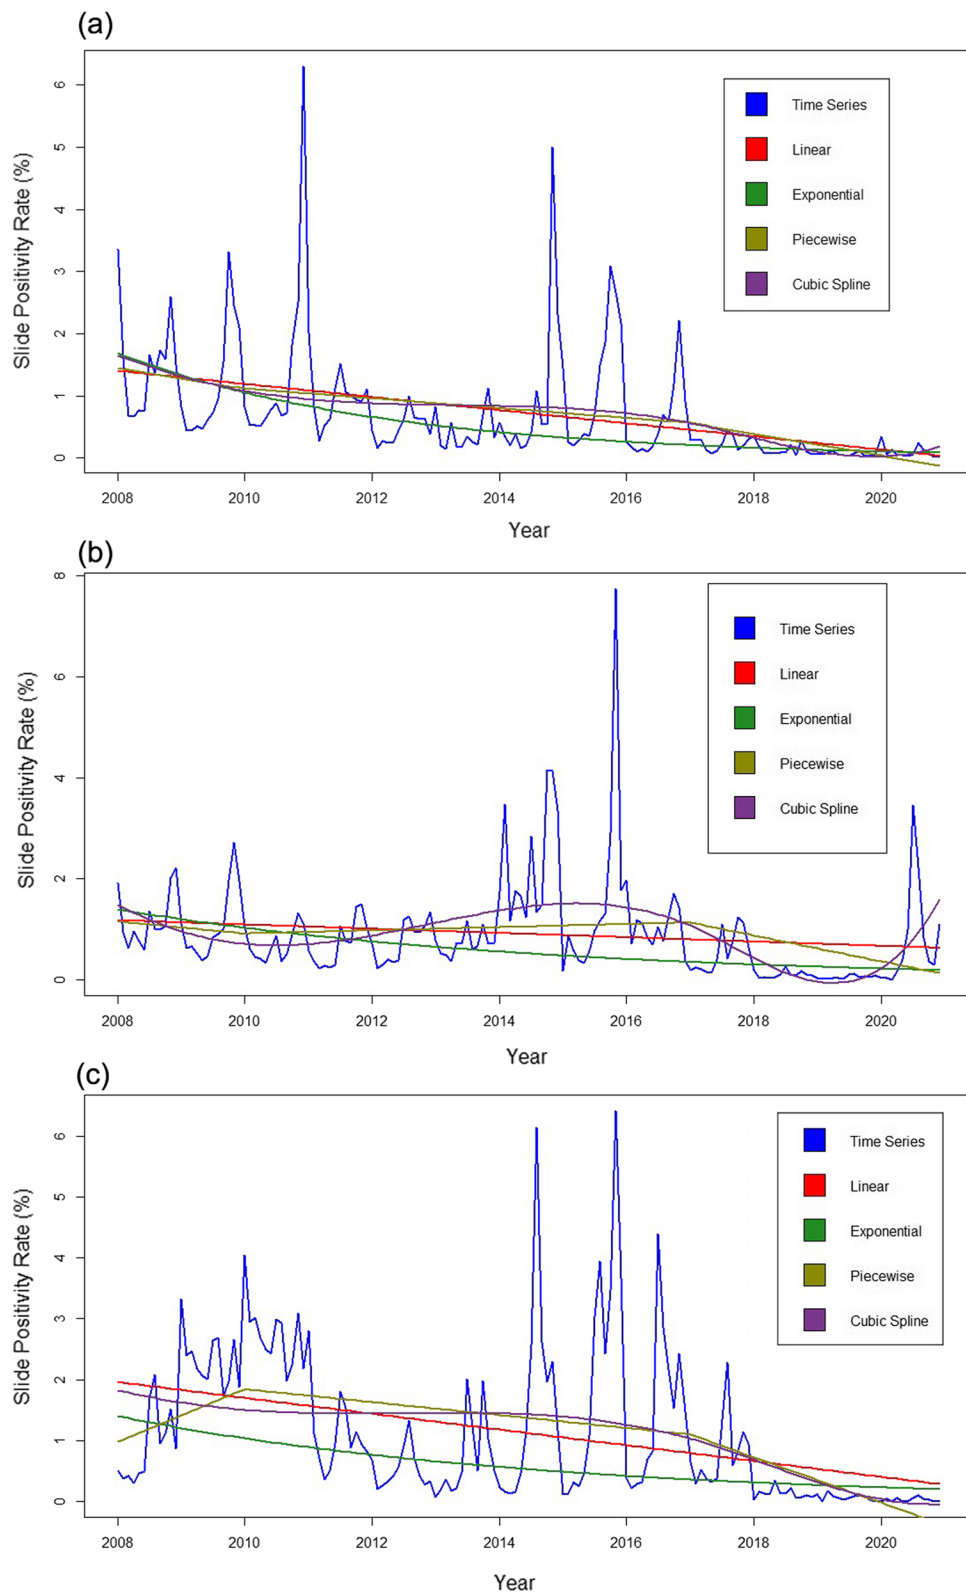 (a)
Slide Positivity Rate (%)
6
5
4
3
2
1
0
Time Series
Linear
Exponential
Piecewise
Cubic Spline
2008 2010 2012 2014 2016 2018 2020
Year
(b)
Slide Positivity Rate (%)
8
6
4
2
0
Time Series
Linear
Exponential
Piecewise
Cubic Spline
2008 2010 2012 2014 2016 2018 2020
Year
(c)
Slide Positivity Rate (%)
6
5
4
3
2
1
0
Time Series
Linear
Exponential
Piecewise
Cubic Spline
2008 2010 2012 2014 2016 2018 2020
Year